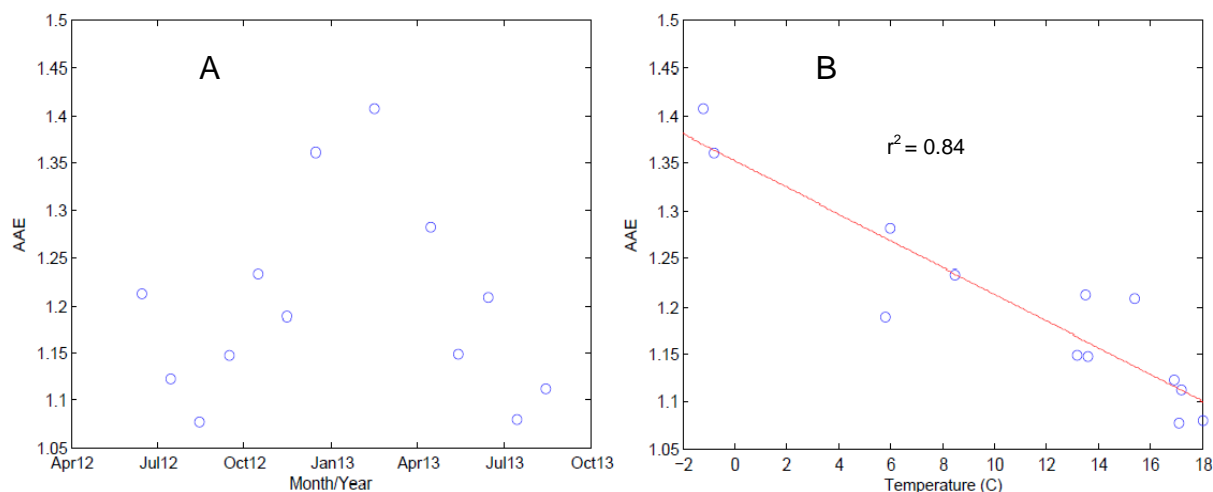 A
AAE
1.5
1.45
1.4
1.35
1.3
1.25
1.2
1.15
1.1
1.05
Apr12 Jul12 Oct12 Jan13 Apr13 Jul13 Oct13
Month/Year
B
r² = 0.84
AAE
1.5
1.45
1.4
1.35
1.3
1.25
1.2
1.15
1.1
1.05
−2 0 2 4 6 8 10 12 14 16 18
Temperature (C)